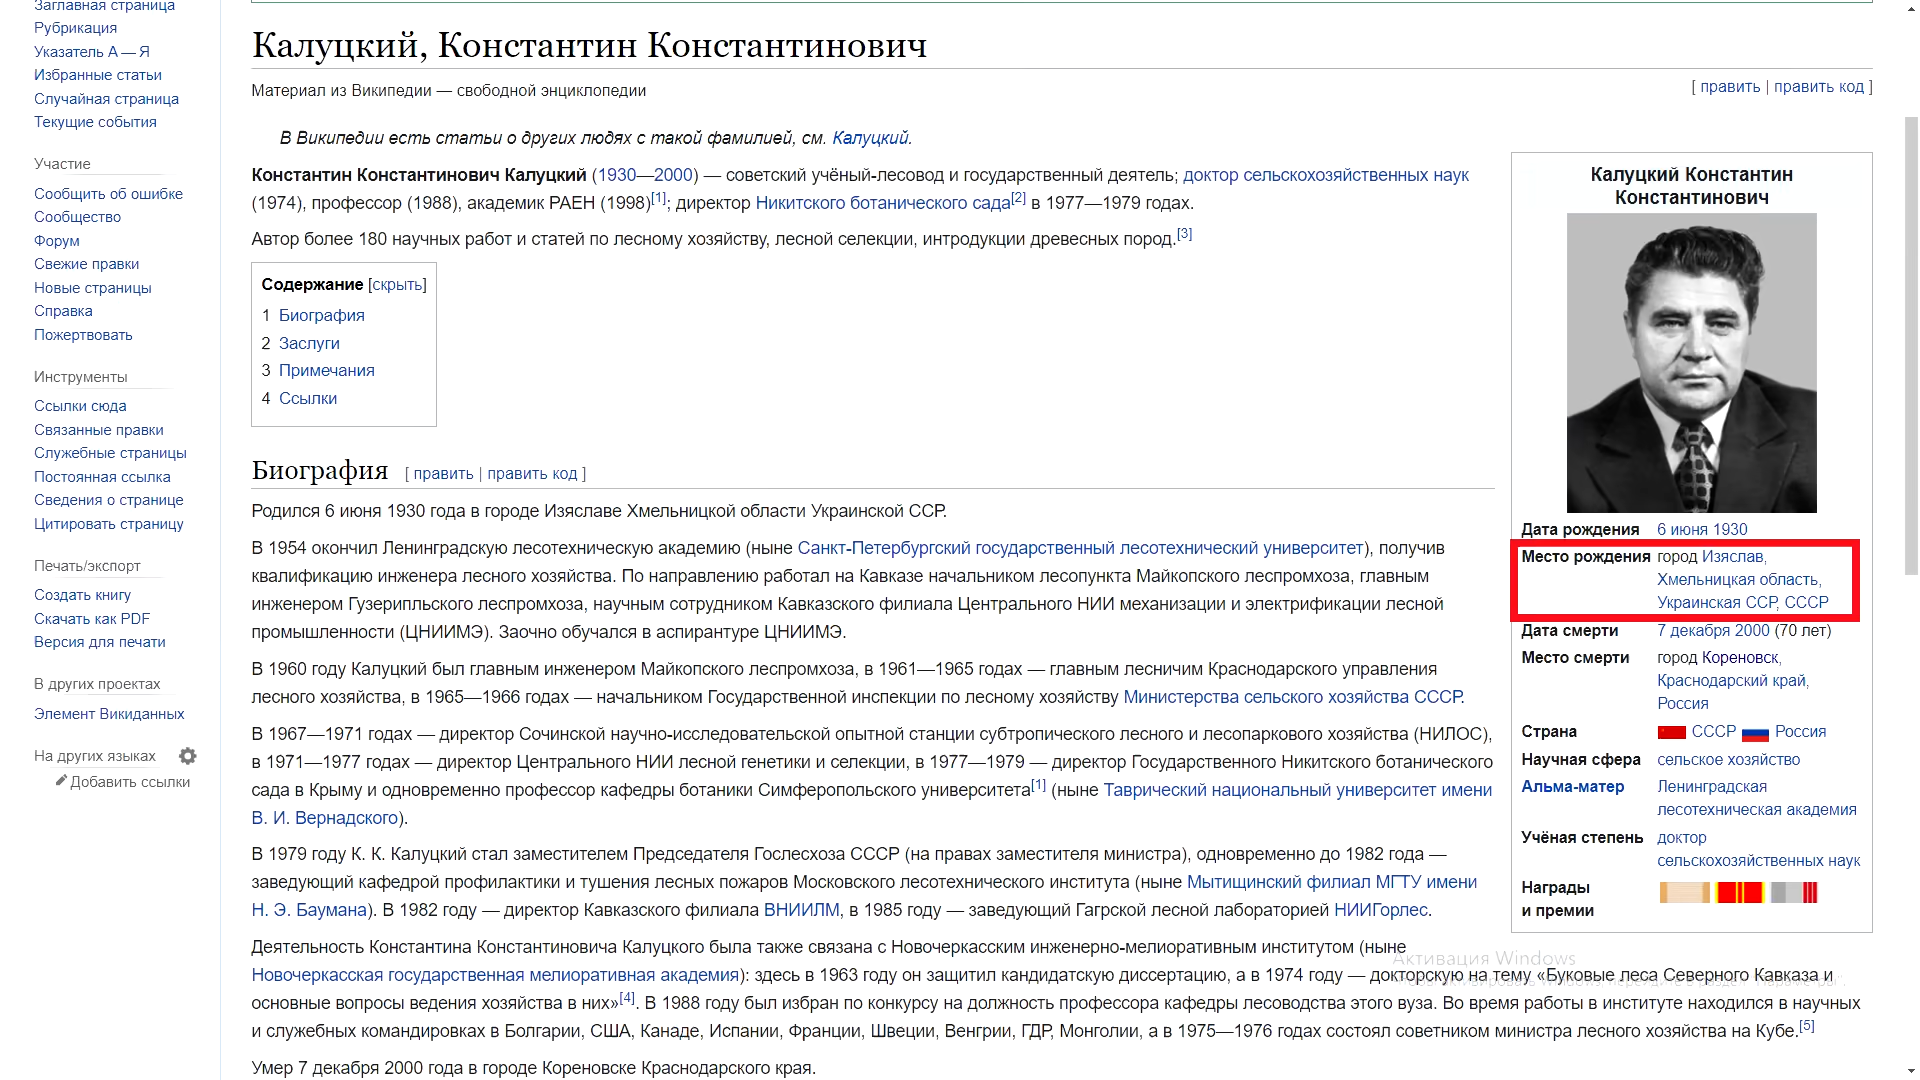 Заглавная страница
Рубрикация
Указатель А — Я
Избранные статьи
Случайная страница
Текущие события
Участие
Сообщить об ошибке
Сообщество
Форум
Свежие правки
Новые страницы
Справка
Пожертвовать
Инструменты
Ссылки сюда
Связанные правки
Служебные страницы
Постоянная ссылка
Сведения о странице
Цитировать страницу
Печать/экспорт
Создать книгу
Скачать как PDF
Версия для печати
В других проектах
Элемент Викиданных
На других языках
Добавить ссылки
Калуцкий, Константин Константинович
Материал из Википедии — свободной энциклопедии
[ править | править код ]
В Википедии есть статьи о других людях с такой фамилией, см. Калуцкий.
Константин Константинович Калуцкий (1930—2000) — советский учёный-лесовод и государственный деятель; доктор сельскохозяйственных наук
(1974), профессор (1988), академик РАЕН (1998)[1]; директор Никитского ботанического сада[2] в 1977—1979 годах.
Автор более 180 научных работ и статей по лесному хозяйству, лесной селекции, интродукции древесных пород.[3]
Содержание [скрыть]
1 Биография
2 Заслуги
3 Примечания
4 Ссылки
Биография [ править | править код ]
Родился 6 июня 1930 года в городе Изяславе Хмельницкой области Украинской ССР.
В 1954 окончил Ленинградскую лесотехническую академию (ныне Санкт-Петербургский государственный лесотехнический университет), получив
квалификацию инженера лесного хозяйства. По направлению работал на Кавказе начальником лесопункта Майкопского леспромхоза, главным
инженером Гузерипльского леспромхоза, научным сотрудником Кавказского филиала Центрального НИИ механизации и электрификации лесной
промышленности (ЦНИИМЭ). Заочно обучался в аспирантуре ЦНИИМЭ.
В 1960 году Калуцкий был главным инженером Майкопского леспромхоза, в 1961—1965 годах — главным лесничим Краснодарского управления
лесного хозяйства, в 1965—1966 годах — начальником Государственной инспекции по лесному хозяйству Министерства сельского хозяйства СССР.
В 1967—1971 годах — директор Сочинской научно-исследовательской опытной станции субтропического лесного и лесопаркового хозяйства (НИЛОС),
в 1971—1977 годах — директор Центрального НИИ лесной генетики и селекции, в 1977—1979 — директор Государственного Никитского ботанического
сада в Крыму и одновременно профессор кафедры ботаники Симферопольского университета[1] (ныне Таврический национальный университет имени
В. И. Вернадского).
В 1979 году К. К. Калуцкий стал заместителем Председателя Гослесхоза СССР (на правах заместителя министра), одновременно до 1982 года —
заведующий кафедрой профилактики и тушения лесных пожаров Московского лесотехнического института (ныне Мытищинский филиал МГТУ имени
Н. Э. Баумана). В 1982 году — директор Кавказского филиала ВНИИЛМ, в 1985 году — заведующий Гагрской лесной лабораторией НИИГорлес.
Деятельность Константина Константиновича Калуцкого была также связана с Новочеркасским инженерно-мелиоративным институтом (ныне
Новочеркасская государственная мелиоративная академия): здесь в 1963 году он защитил кандидатскую диссертацию, а в 1974 году — докторскую на тему «Буковые леса Северного Кавказа и
основные вопросы ведения хозяйства в них»[4]. В 1988 году был избран по конкурсу на должность профессора кафедры лесоводства этого вуза. Во время работы в институте находился в научных
и служебных командировках в Болгарии, США, Канаде, Испании, Франции, Швеции, Венгрии, ГДР, Монголии, а в 1975—1976 годах состоял советником министра лесного хозяйства на Кубе.[5]
Умер 7 декабря 2000 года в городе Кореновске Краснодарского края.
Калуцкий Константин
Константинович
Дата рождения 6 июня 1930
Место рождения город Изяслав,
Хмельницкая область,
Украинская ССР, СССР
Дата смерти 7 декабря 2000 (70 лет)
Место смерти город Кореновск,
Краснодарский край,
Россия
Страна СССР Россия
Научная сфера сельское хозяйство
Альма-матер Ленинградская
лесотехническая академия
Учёная степень доктор
сельскохозяйственных наук
Награды
и премии
Активация Windows